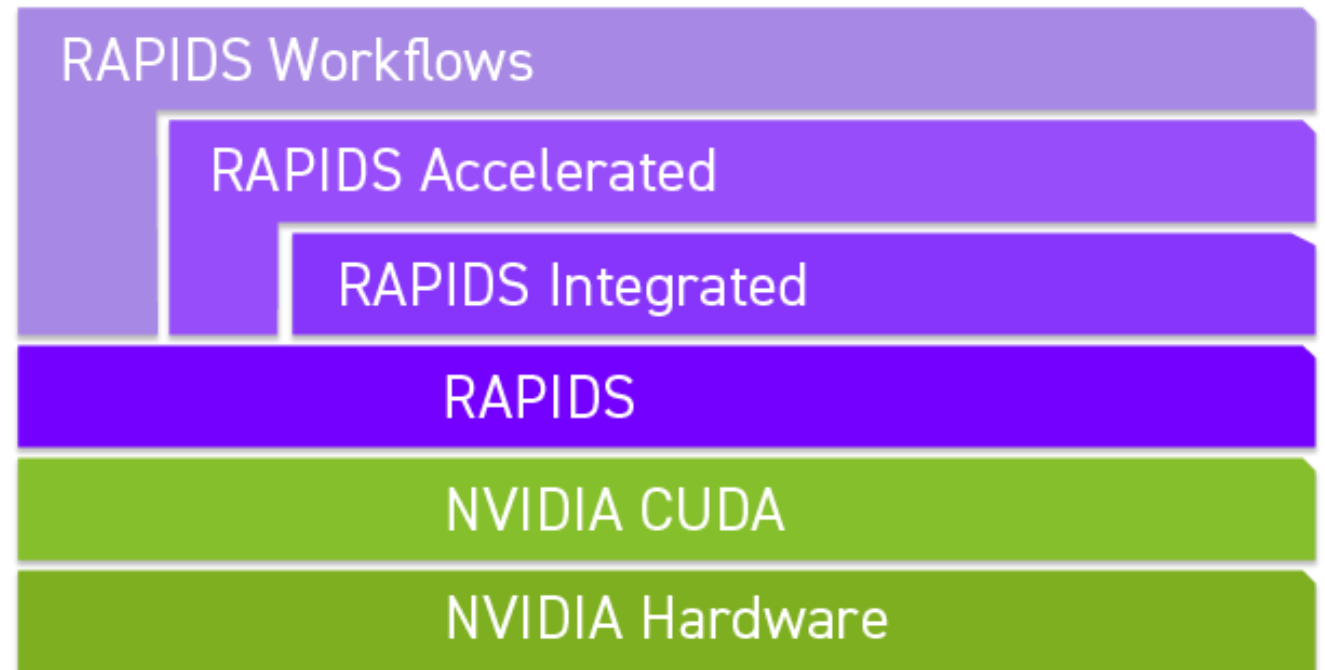 RAPIDS Workflows
RAPIDS Accelerated
RAPIDS Integrated
RAPIDS
NVIDIA CUDA
NVIDIA Hardware